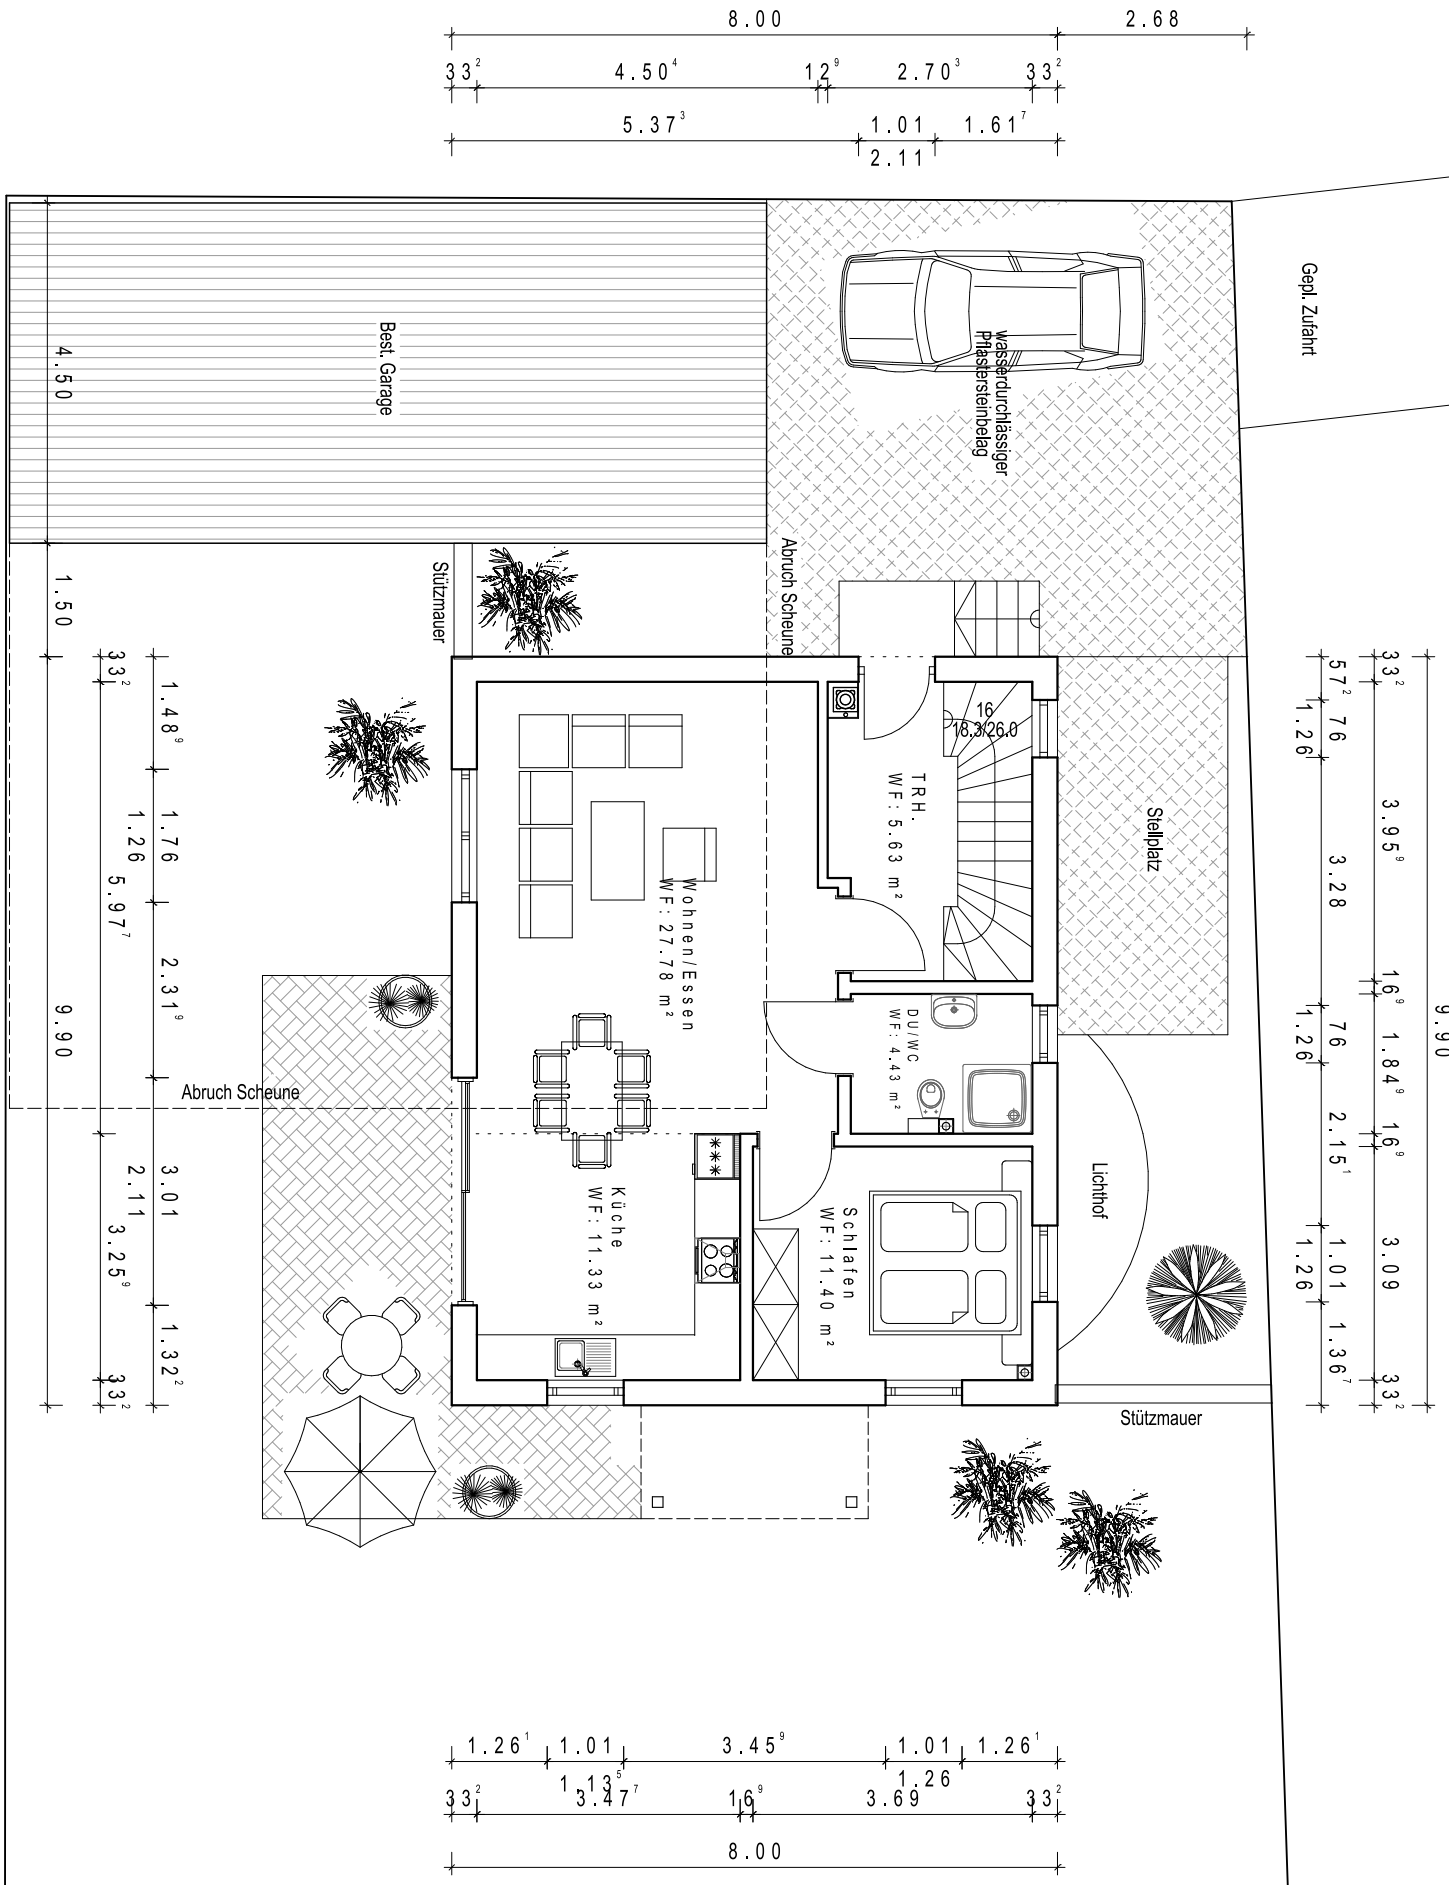 8.00
2.68
33²
4.50⁴
12⁹
2.70³
33²
5.37³
1.01
1.61⁷
2.11
Gepl. Zufahrt
Best. Garage
wasserdurchlässiger
Pflastersteinbelag
4.50
1.50
Stützmauer
Abruch Scheune
33²
1.48⁹
1.76
1.26
5.97⁷
2.31⁹
9.90
3.01
2.11
3.25⁹
1.32²
33²
16
18.3/26.0
TRH.
WF: 5.63 m²
Wohnen/Essen
WF: 27.78 m²
DU/WC
WF: 4.43 m²
Küche
WF: 11.33 m²
Schlafen
WF: 11.40 m²
Abruch Scheune
Stellplatz
Lichthof
Stützmauer
33²
57²
76
1.26
3.95⁹
3.28
16⁹
76
1.26
1.84⁹
9.90
2.15¹
16⁹
3.09
1.01
1.26
1.36⁷
33²
1.26¹
1.01
3.45⁹
1.01
1.26¹
1.13⁵
1.26
33²
3.47⁷
16⁹
3.69
33²
8.00